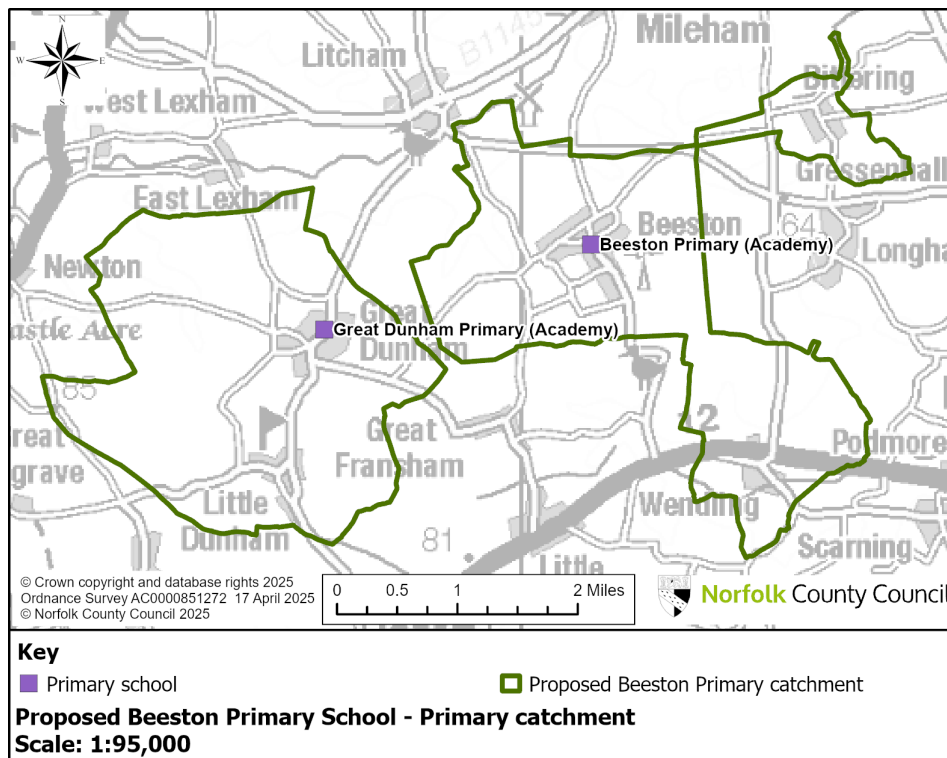 N
W
E
S
Litcham
B1145
Mileham
Bittering
West Lexham
East Lexham
Gressenhall
Beeston
64
Beeston Primary (Academy)
Longha
Newton
Castle Acre
Great
Dunham
Great Dunham Primary (Academy)
85
Great
Fransham
12
Podmore
reat
grave
Little
Dunham
81
Wendling
Scarning
Little
© Crown copyright and database rights 2025
Ordnance Survey AC0000851272 17 April 2025
© Norfolk County Council 2025
0 0.5 1 2 Miles
Norfolk County Council
Key
Primary school
Proposed Beeston Primary catchment
Proposed Beeston Primary School - Primary catchment
Scale: 1:95,000